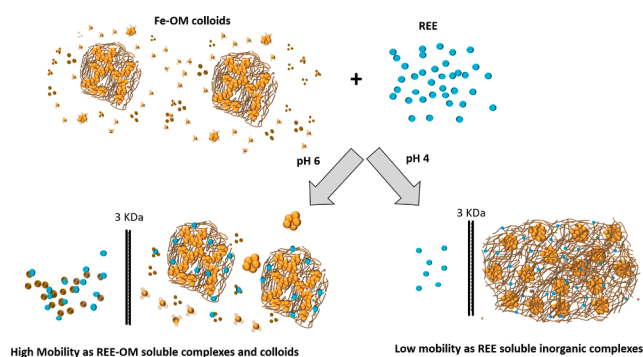 Fe-OM colloids
REE
+
pH 6
pH 4
3 KDa
3 KDa
High Mobility as REE-OM soluble complexes and colloids
Low mobility as REE soluble inorganic complexes